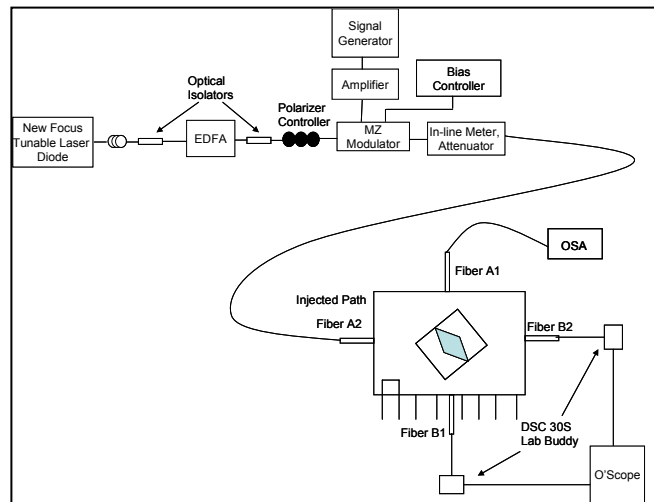 Signal
Generator
Amplifier
Bias
Controller
Optical
Isolators
Polarizer
Controller
New Focus
Tunable Laser
Diode
EDFA
MZ
Modulator
In-line Meter,
Attenuator
OSA
Fiber A1
Injected Path
Fiber A2
Fiber B2
Fiber B1
DSC 30S
Lab Buddy
O'Scope